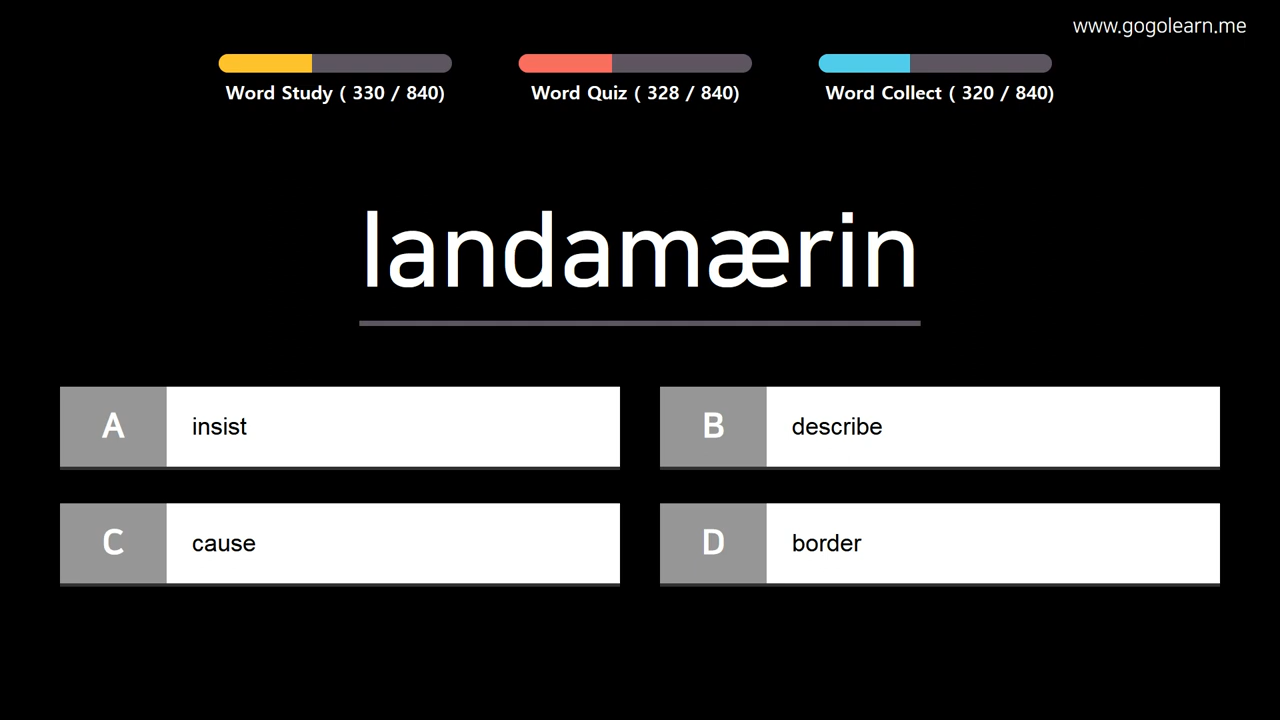 www.gogolearn.me
Word Study ( 330 / 840)
Word Quiz ( 328 / 840)
Word Collect ( 320 / 840)
landamærin
A insist
B describe
C cause
D border